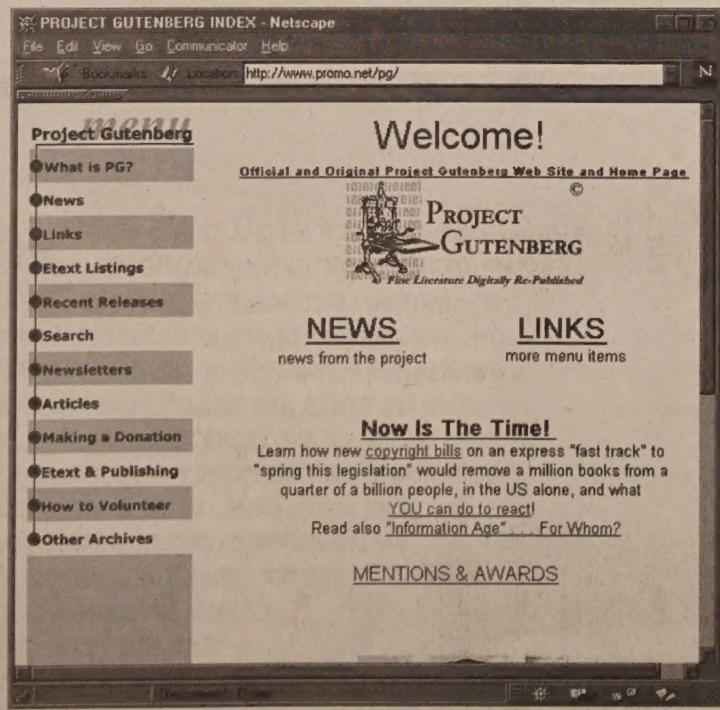 PROJECT GUTENBERG INDEX - Netscape
File Edit View Go Communicator Help
Bookmarks Location: http://www.promo.net/pg/ N
menu
Project Gutenberg
What is PG?
News
Links
Etext Listings
Recent Releases
Search
Newsletters
Articles
Making a Donation
Etext & Publishing
How to Volunteer
Other Archives
Welcome!
Official and Original Project Gutenberg Web Site and Home Page
©
PROJECT
GUTENBERG
Fine Literature Digitally Re-Published
NEWS
news from the project
LINKS
more menu items
Now Is The Time!
Learn how new copyright bills on an express "fast track" to
"spring this legislation" would remove a million books from a
quarter of a billion people, in the US alone, and what
YOU can do to react!
Read also "Information Age" . . . For Whom?
MENTIONS & AWARDS
Document: Done